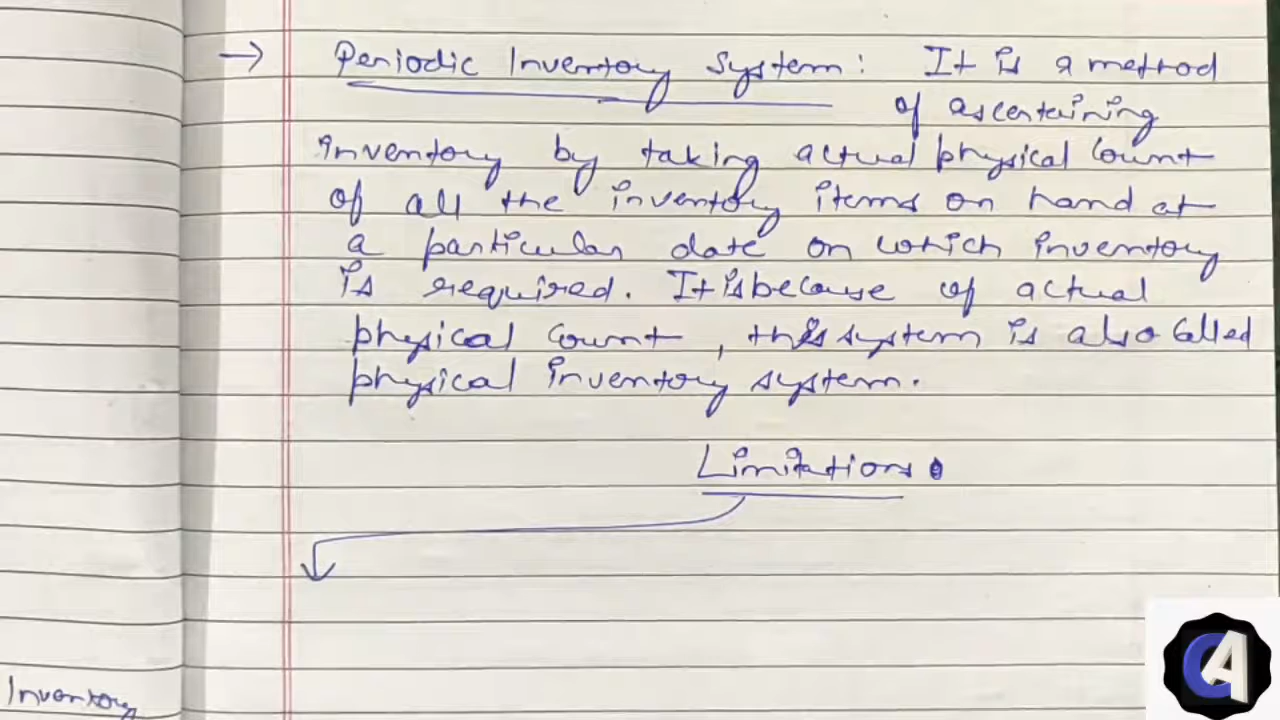 → Periodic Inventory System: It is a method
of ascertaining
inventory by taking actual physical count
of all the inventory items on hand at
a particular date on which inventory
is required. It is because of actual
physical count, this system is also called
physical inventory system.
Limitations
Inventory
CA